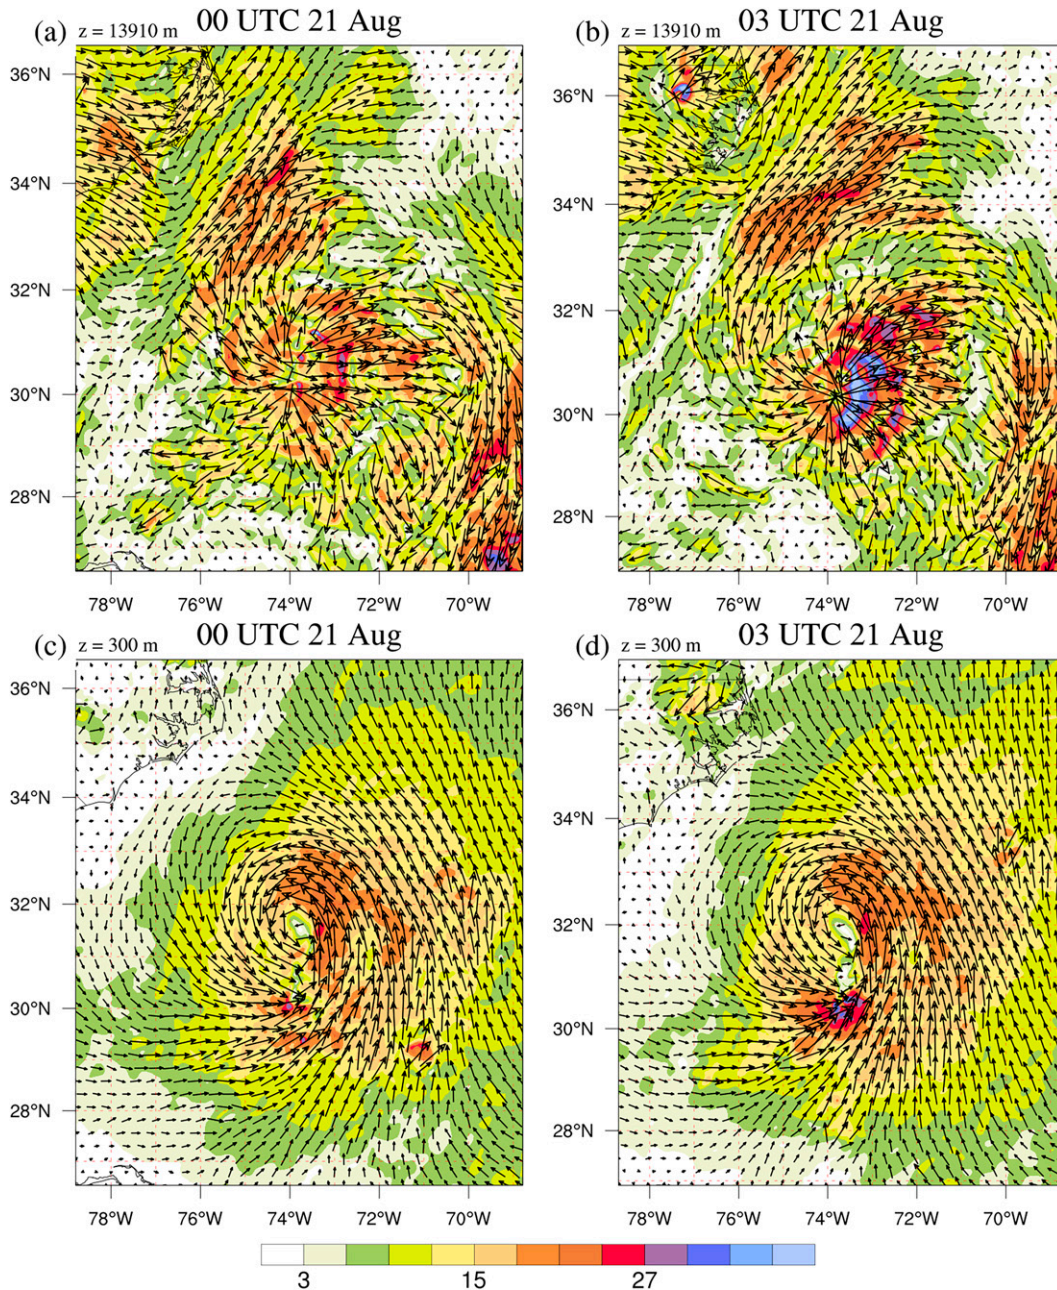 (a) z = 13910 m 00 UTC 21 Aug
36°N
34°N
32°N
30°N
28°N
78°W 76°W 74°W 72°W 70°W
(b) z = 13910 m 03 UTC 21 Aug
36°N
34°N
32°N
30°N
28°N
78°W 76°W 74°W 72°W 70°W
(c) z = 300 m 00 UTC 21 Aug
36°N
34°N
32°N
30°N
28°N
78°W 76°W 74°W 72°W 70°W
(d) z = 300 m 03 UTC 21 Aug
36°N
34°N
32°N
30°N
28°N
78°W 76°W 74°W 72°W 70°W
3 15 27